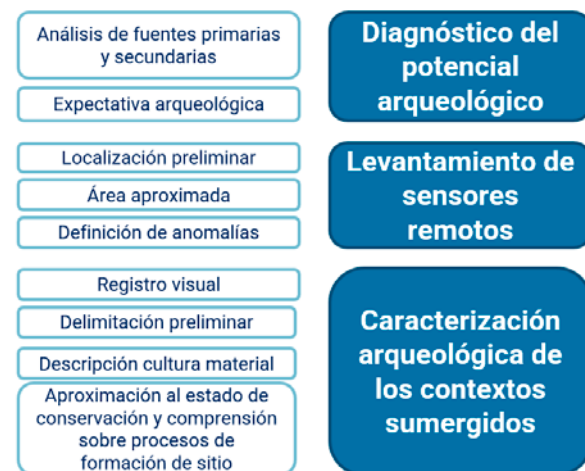 Análisis de fuentes primarias
y secundarias
Expectativa arqueológica
Diagnóstico del
potencial
arqueológico
Localización preliminar
Área aproximada
Definición de anomalías
Levantamiento de
sensores
remotos
Registro visual
Delimitación preliminar
Descripción cultura material
Aproximación al estado de
conservación y comprensión
sobre procesos de
formación de sitio
Caracterización
arqueológica de
los contextos
sumergidos